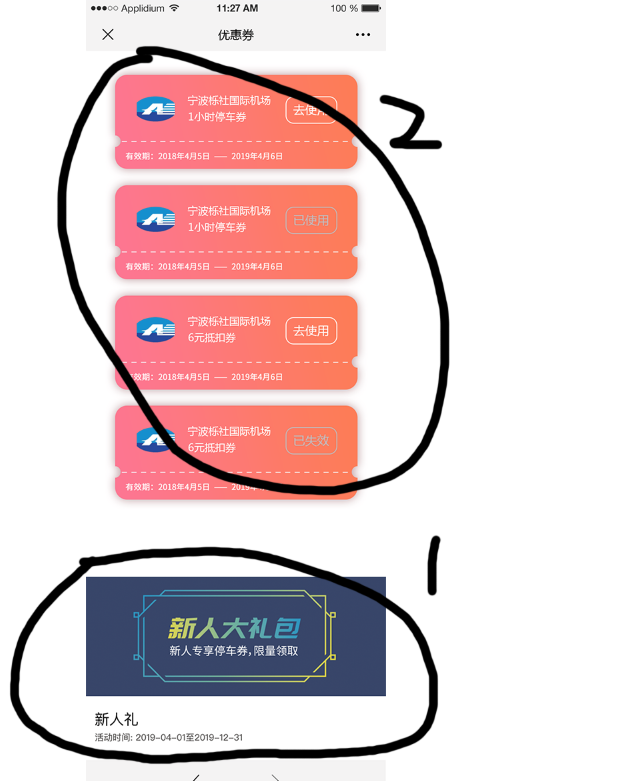 Applidium 11:27 AM 100 %
优惠券
2
宁波栎社国际机场
1小时停车券
去使用
有效期：2018年4月5日 —— 2019年4月6日
宁波栎社国际机场
1小时停车券
已使用
有效期：2018年4月5日 —— 2019年4月6日
宁波栎社国际机场
6元抵扣券
去使用
有效期：2018年4月5日 —— 2019年4月6日
宁波栎社国际机场
6元抵扣券
已失效
有效期：2018年4月5日 —— 2019年4月6日
1
新人大礼包
新人专享停车券,限量领取
新人礼
活动时间: 2019-04-01至2019-12-31